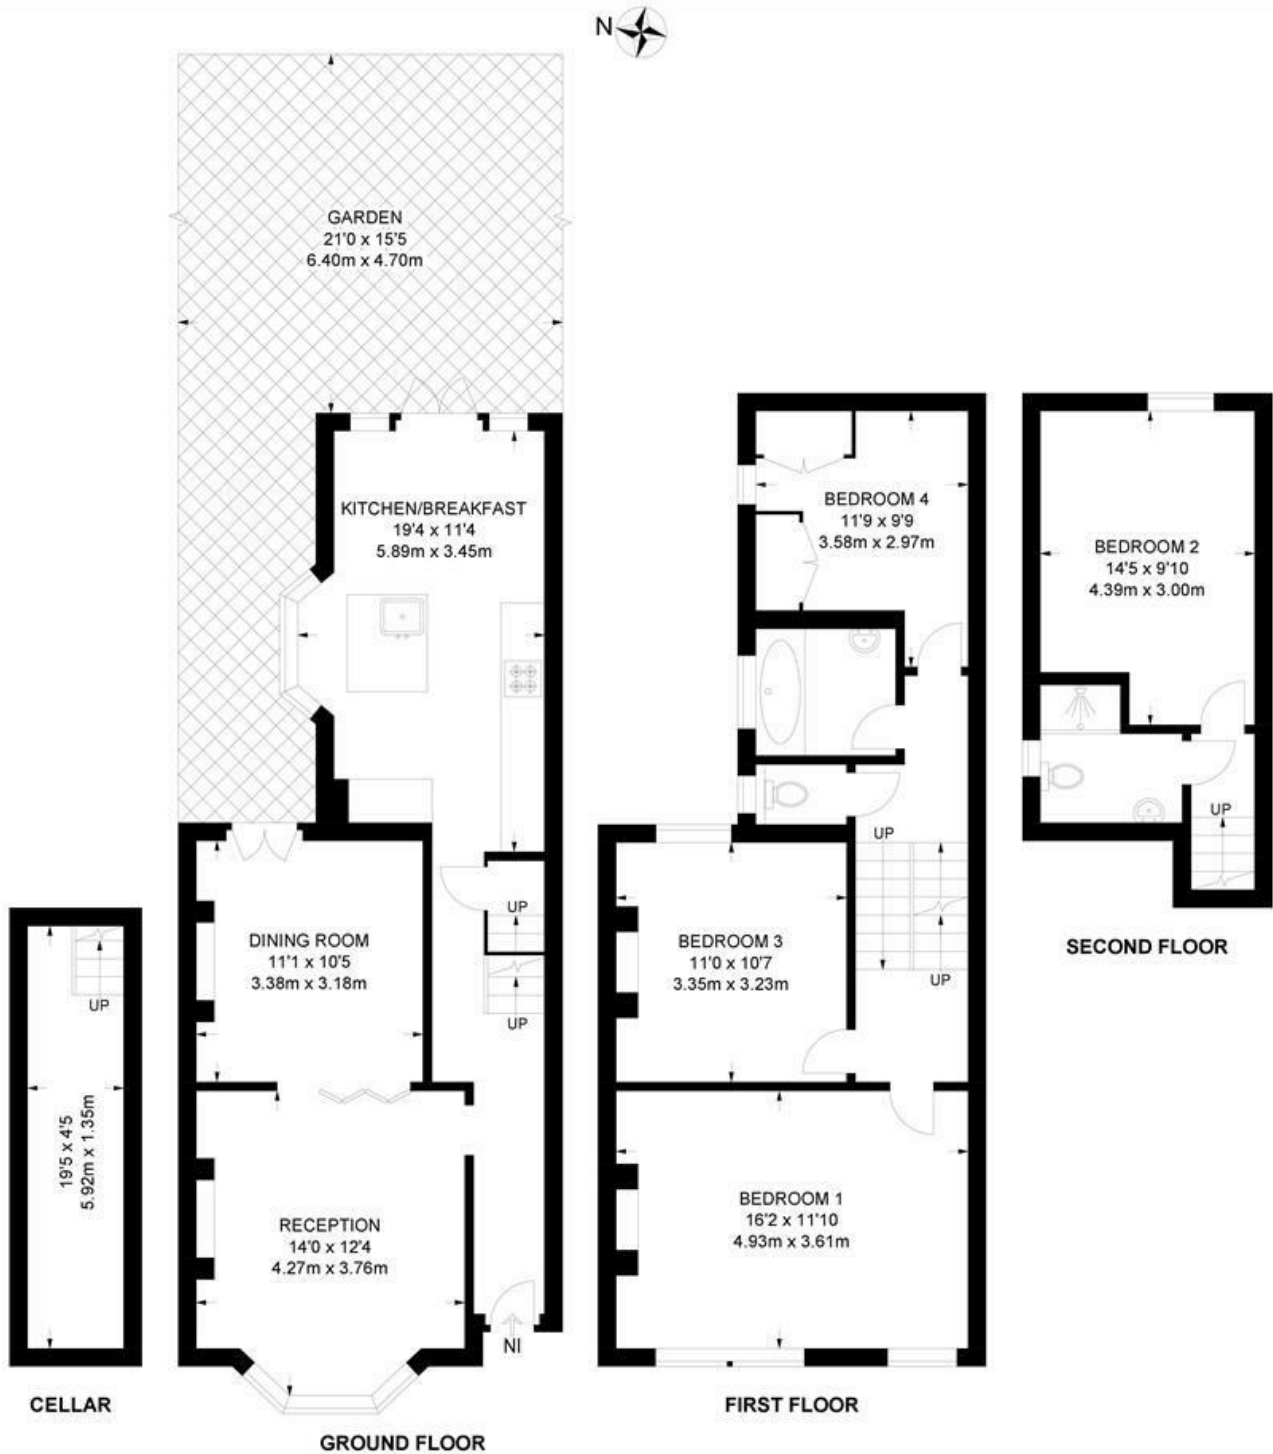 N
GARDEN
21'0 x 15'5
6.40m x 4.70m
KITCHEN/BREAKFAST
19'4 x 11'4
5.89m x 3.45m
UP
DINING ROOM
11'1 x 10'5
3.38m x 3.18m
UP
RECEPTION
14'0 x 12'4
4.27m x 3.76m
NI
GROUND FLOOR
UP
19'5 x 4'5
5.92m x 1.35m
CELLAR
BEDROOM 4
11'9 x 9'9
3.58m x 2.97m
UP
BEDROOM 3
11'0 x 10'7
3.35m x 3.23m
UP
BEDROOM 1
16'2 x 11'10
4.93m x 3.61m
FIRST FLOOR
BEDROOM 2
14'5 x 9'10
4.39m x 3.00m
UP
SECOND FLOOR